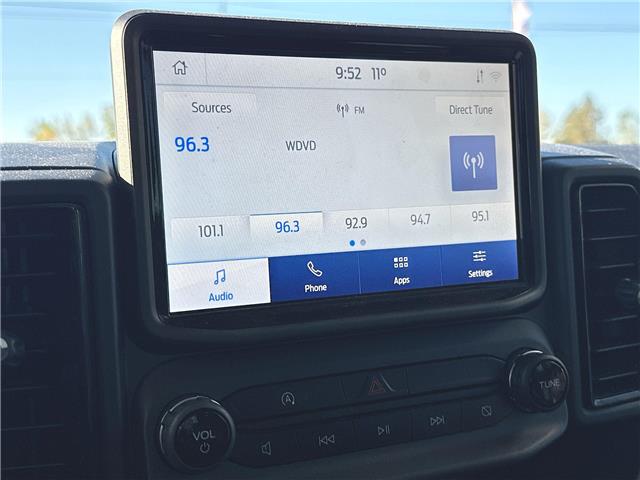 9:52 11°
Sources FM Direct Tune
96.3 WDVD
101.1 96.3 92.9 94.7 95.1
Audio Phone Apps Settings
VOL
TUNE